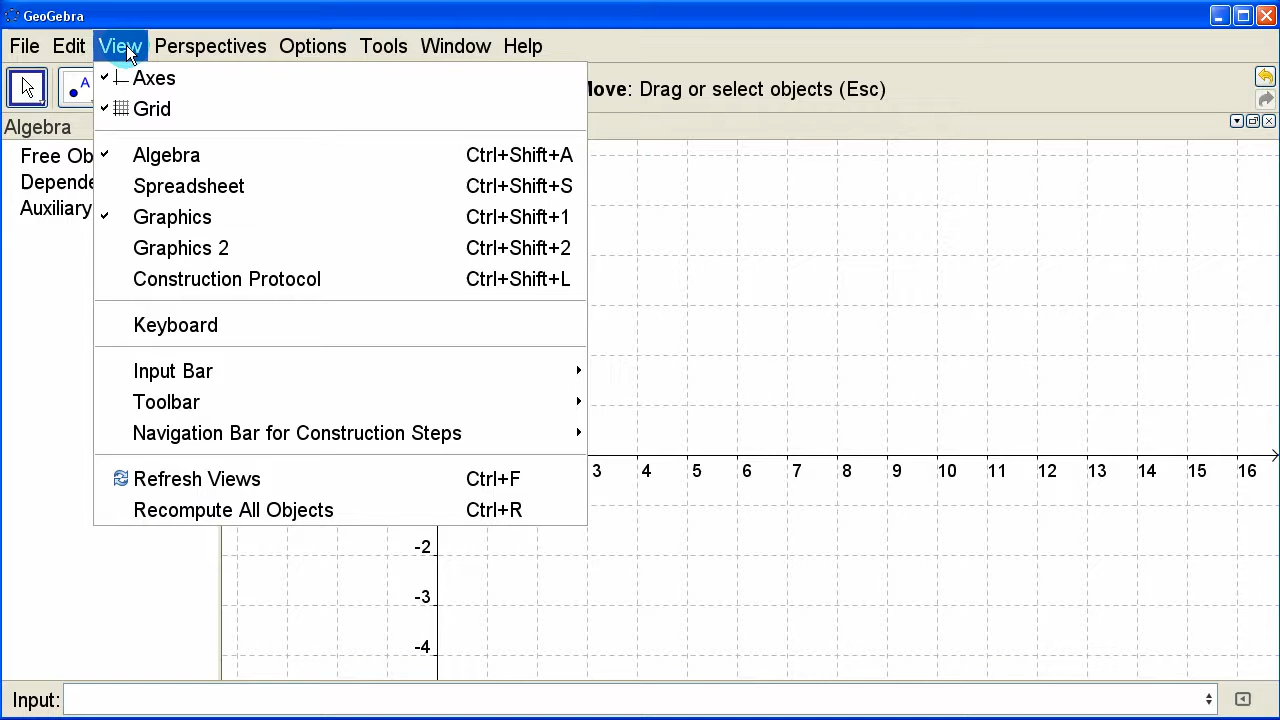 GeoGebra
File Edit View Perspectives Options Tools Window Help
A
Move: Drag or select objects (Esc)
Algebra
Axes
Grid
Free Ob
Depende
Auxiliary
Algebra Ctrl+Shift+A
Spreadsheet Ctrl+Shift+S
Graphics Ctrl+Shift+1
Graphics 2 Ctrl+Shift+2
Construction Protocol Ctrl+Shift+L
Keyboard
Input Bar
Toolbar
Navigation Bar for Construction Steps
Refresh Views Ctrl+F
Recompute All Objects Ctrl+R
3 4 5 6 7 8 9 10 11 12 13 14 15 16
-2
-3
-4
Input: